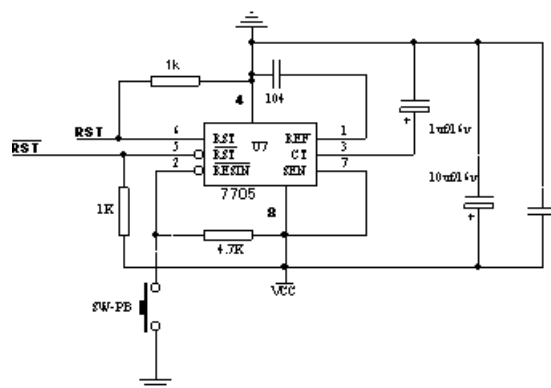 1k
4
104
RST
6
RST
U7
REF
1
1uf/16v
RST
5
RST
CT
3
2
RESIN
SEN
7
10uf/16v
7705
8
1K
4.7K
VCC
SW-PB